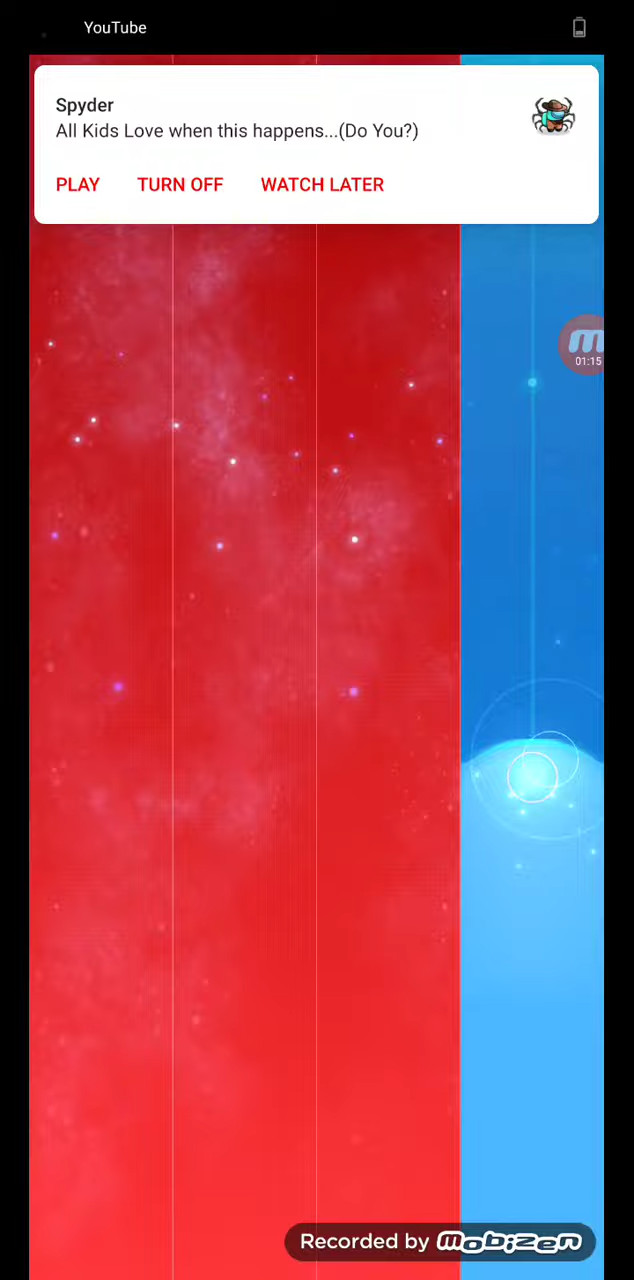 YouTube
Spyder
All Kids Love when this happens...(Do You?)
PLAY TURN OFF WATCH LATER
01:15
Recorded by mobizen